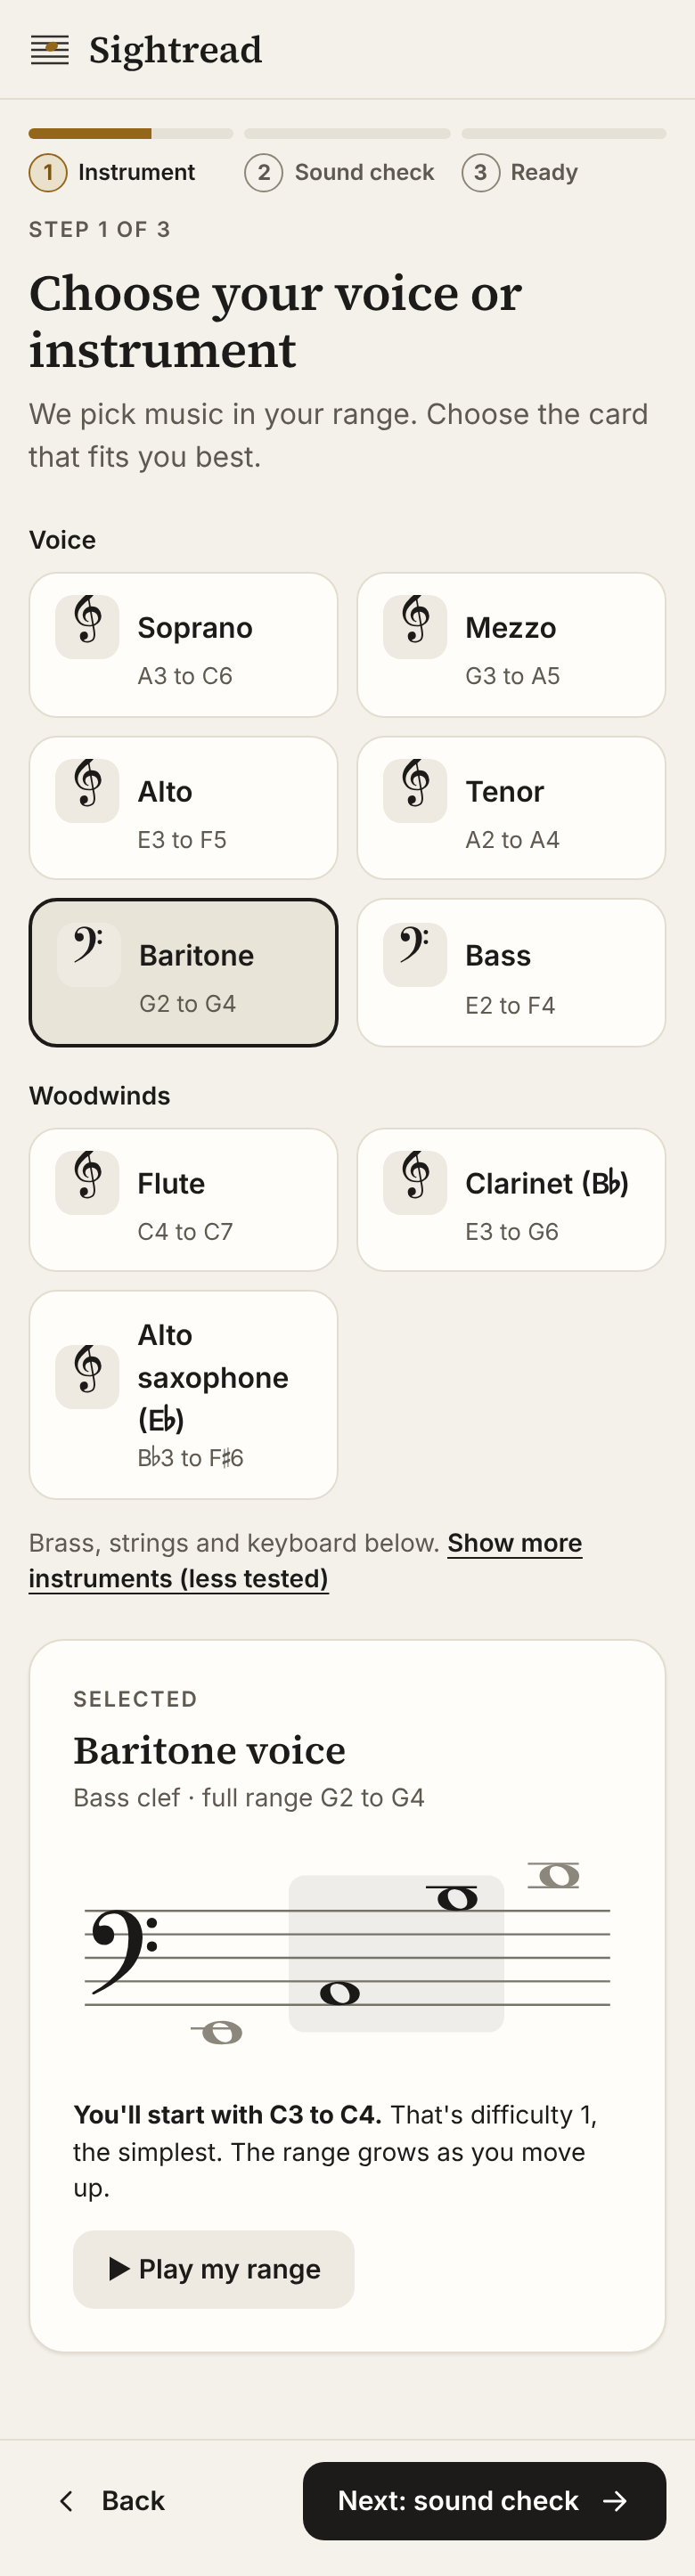 Sightread
1 Instrument
2 Sound check
3 Ready
STEP 1 OF 3
Choose your voice or
instrument
We pick music in your range. Choose the card
that fits you best.
Voice
Soprano
A3 to C6
Mezzo
G3 to A5
Alto
E3 to F5
Tenor
A2 to A4
Baritone
G2 to G4
Bass
E2 to F4
Woodwinds
Flute
C4 to C7
Clarinet (B♭)
E3 to G6
Alto
saxophone
(E♭)
B♭3 to F♯6
Brass, strings and keyboard below. Show more
instruments (less tested)
SELECTED
Baritone voice
Bass clef · full range G2 to G4
You'll start with C3 to C4. That's difficulty 1,
the simplest. The range grows as you move
up.
Play my range
Back
Next: sound check